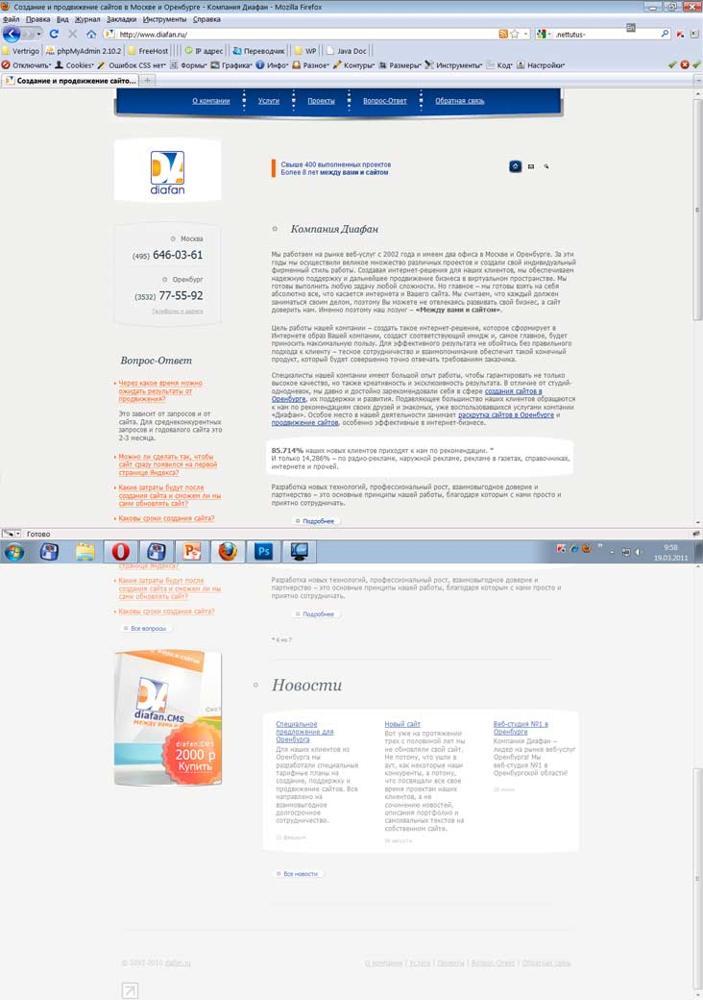 Создание и продвижение сайтов в Москве и Оренбурге - Компания Диафан - Mozilla Firefox
Файл Правка Вид Журнал Закладки Инструменты Справка
http://www.diafan.ru/
.nettutus-
En
Vertrigo phpMyAdmin 2.10.2 FreeHost IP адрес Переводчик WP Java Doc
Отключить Cookies Ошибок CSS нет Формы Графика Инфо Разное Контуры Размеры Инструменты Код Настройки
Создание и продвижение сайто...
О компании Услуги Проекты Вопрос-Ответ Обратная связь
diafan
Свыше 400 выполненных проектов
Более 8 лет между вами и сайтом
Москва
(495) 646-03-61
Оренбург
(3532) 77-55-92
Телефоны и адреса
Вопрос-Ответ
Через какое время можно
ожидать результаты от
продвижения?
Это зависит от запросов и от
сайта. Для среднеконкурентных
запросов и годовалого сайта это
2-3 месяца.
Можно ли сделать так, чтобы
сайт сразу появился на первой
странице Яндекса?
Какие затраты будут после
создания сайта и сможем ли мы
сами обновлять сайт?
Каковы сроки создания сайта?
Компания Диафан
Мы работаем на рынке веб-услуг с 2002 года и имеем два офиса в Москве и Оренбурге. За эти
годы мы осуществили великое множество различных проектов и создали свой индивидуальный
фирменный стиль работы. Создавая интернет-решения для наших клиентов, мы обеспечиваем
надежную поддержку и дальнейшее продвижение бизнеса в виртуальном пространстве. Мы
готовы выполнить любую задачу любой сложности. Но главное – мы готовы взять на себя
абсолютно все, что касается интернета и Вашего сайта. Мы считаем, что каждый должен
заниматься своим делом, поэтому Вы можете не отвлекаясь развивать свой бизнес, а сайт
доверить нам. Именно поэтому наш лозунг – «Между вами и сайтом».
Цель работы нашей компании – создать такое интернет-решение, которое сформирует в
Интернете образ Вашей компании, создаст соответствующий имидж и, самое главное, будет
приносить максимальную пользу. Для эффективного результата не обойтись без правильного
подхода к клиенту – тесное сотрудничество и взаимопонимание обеспечит такой конечный
продукт, который будет совершенно точно отвечать требованиям заказчика.
Специалисты нашей компании имеют большой опыт работы, чтобы гарантировать не только
высокое качество, но также креативность и эксклюзивность результата. В отличие от студий-
однодневок, мы давно и достойно зарекомендовали себя в сфере создания сайтов в
Оренбурге, их поддержки и развития. Подавляющее большинство наших клиентов обращаются
к нам по рекомендациям своих друзей и знакомых, уже воспользовавшихся услугами компании
«Диафан». Особое место в нашей деятельности занимает раскрутка сайтов в Оренбурге и
продвижение сайтов, особенно эффективные в интернет-бизнесе.
85,714% наших новых клиентов приходят к нам по рекомендации. *
И только 14,286% – по радио-рекламе, наружной рекламе, рекламе в газетах, справочниках,
интернете и прочей.
Разработка новых технологий, профессиональный рост, взаимовыгодное доверие и
партнерство – это основные принципы нашей работы, благодаря которым с нами просто и
приятно сотрудничать.
Подробнее
Готово
9:58
19.03.2011
странице Яндекса?
Какие затраты будут после
создания сайта и сможем ли мы
сами обновлять сайт?
Каковы сроки создания сайта?
Все вопросы
diafan.CMS
между вами и
diafan.CMS
2000 р
Купить
Разработка новых технологий, профессиональный рост, взаимовыгодное доверие и
партнерство – это основные принципы нашей работы, благодаря которым с нами просто и
приятно сотрудничать.
Подробнее
* 6 из 7
Новости
Специальное
предложение для
Оренбурга
Для наших клиентов из
Оренбурга мы
разработали специальные
тарифные планы на
создание, поддержку и
продвижение сайтов. Все
направлено на
взаимовыгодное
долгосрочное
сотрудничество.
11 февраля
Новый сайт
Вот уже на протяжении
трех с половиной лет мы
не обновляли свой сайт.
Не потому, что ушли в
аут, как некоторые наши
конкуренты, а потому,
что посвящали все свое
время проектам наших
клиентов, а не
сочинению новостей,
описания портфолио и
самохвальных текстов на
собственном сайте.
августа
Веб-студия №1 в
Оренбурге
Компания Диафан –
лидер на рынке веб-услуг
Оренбурга! Мы
веб-студия №1 в
Оренбургской области!
Все новости
© 2003-2010 diafan.ru
О компании | Услуги | Проекты | Вопрос-Ответ | Обратная связь